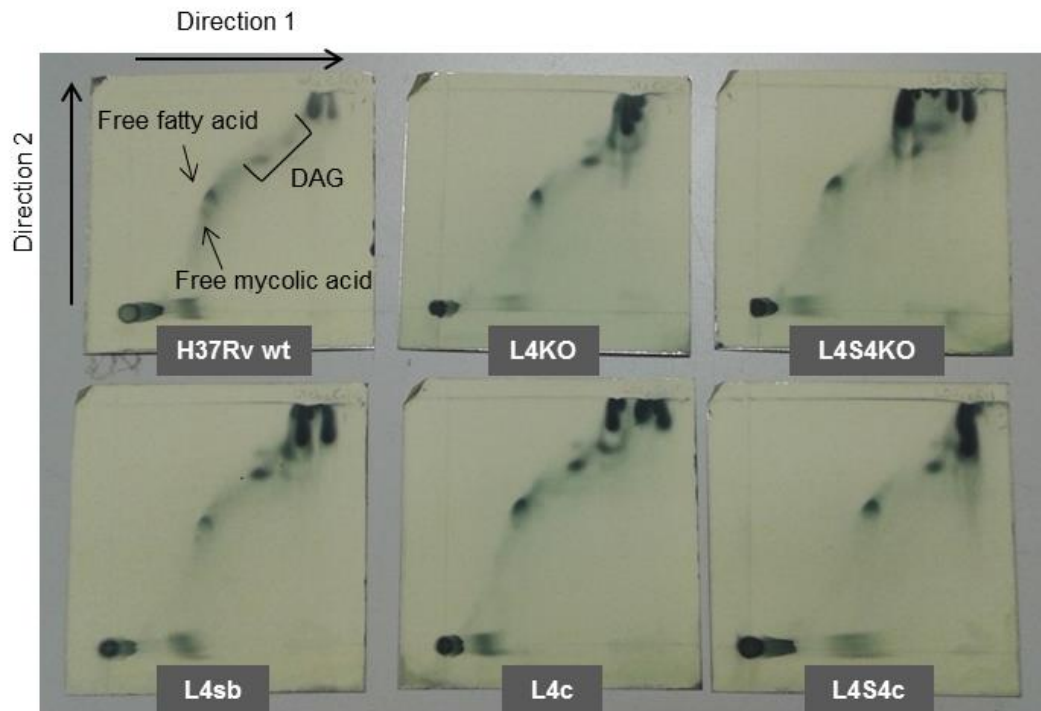 Direction 1
Direction 2
Free fatty acid
DAG
Free mycolic acid
H37Rv wt
L4KO
L4S4KO
L4sb
L4c
L4S4c